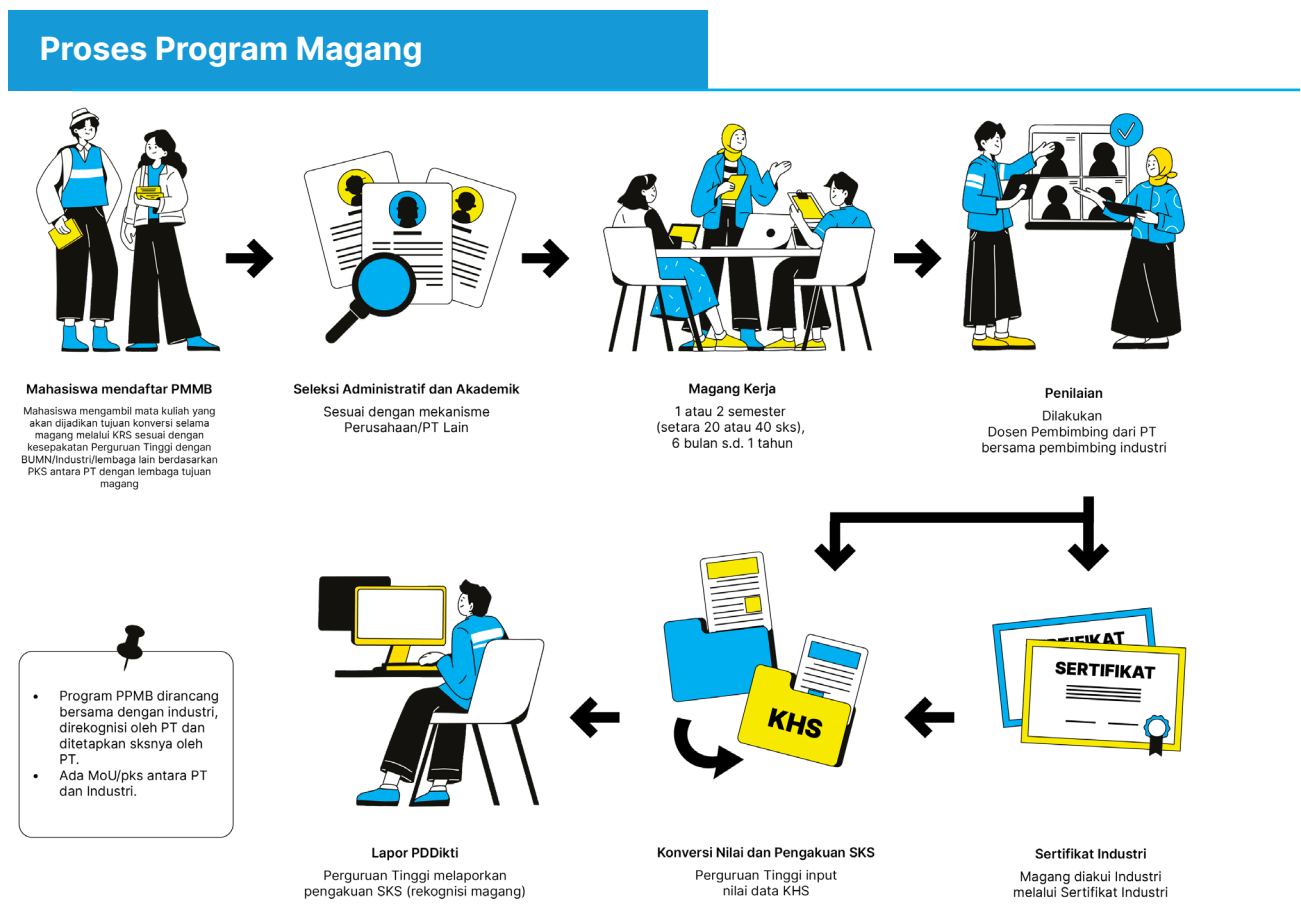 Proses Program Magang
Mahasiswa mendaftar PMMB
Mahasiswa mengambil mata kuliah yang
akan dijadikan tujuan konversi selama
magang melalui KRS sesuai dengan
kesepakatan Perguruan Tinggi dengan
BUMN/Industri/lembaga lain berdasarkan
PKS antara PT dengan lembaga tujuan
magang
Seleksi Administratif dan Akademik
Sesuai dengan mekanisme
Perusahaan/PT Lain
Magang Kerja
1 atau 2 semester
(setara 20 atau 40 sks),
6 bulan s.d. 1 tahun
Penilaian
Dilakukan
Dosen Pembimbing dari PT
bersama pembimbing industri
SERTIFIKAT
SERTIFIKAT
Sertifikat Industri
Magang diakui Industri
melalui Sertifikat Industri
KHS
Konversi Nilai dan Pengakuan SKS
Perguruan Tinggi input
nilai data KHS
Lapor PDDikti
Perguruan Tinggi melaporkan
pengakuan SKS (rekognisi magang)
• Program PPMB dirancang
bersama dengan industri,
direkognisi oleh PT dan
ditetapkan sksnya oleh
PT.
• Ada MoU/pks antara PT
dan Industri.